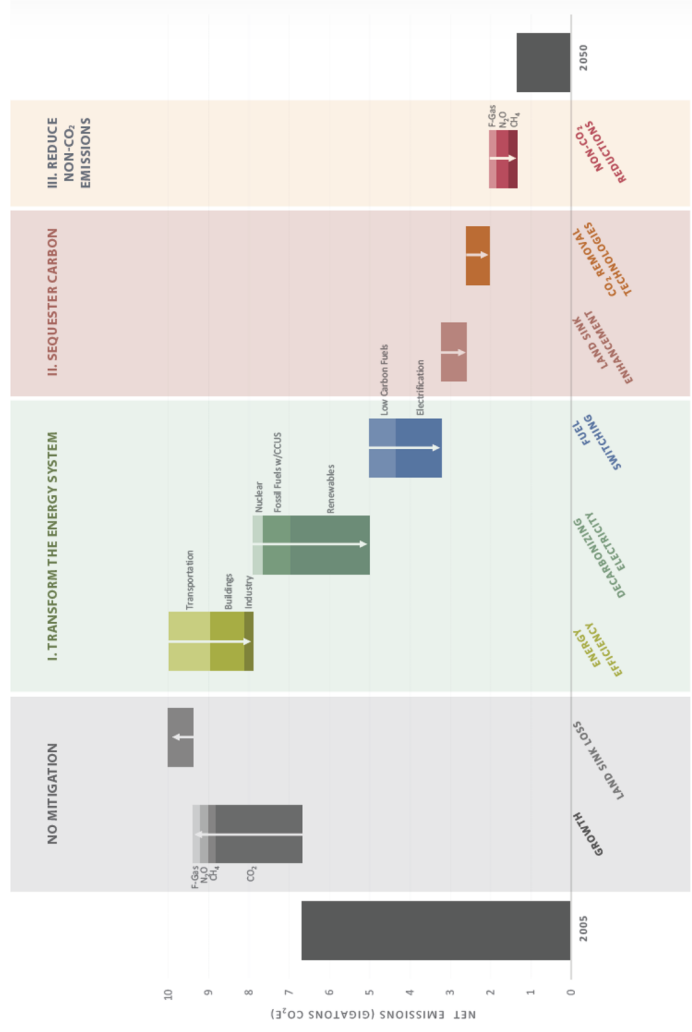 NET EMISSIONS (GIGATONS CO₂E)
10
9
8
7
6
5
4
3
2
1
0
2005
NO MITIGATION
F-Gas
N₂O
CH₄
CO₂
GROWTH
LAND SINK LOSS
I. TRANSFORM THE ENERGY SYSTEM
Transportation
Buildings
Industry
ENERGY
EFFICIENCY
Nuclear
Fossil Fuels w/CCUS
Renewables
DECARBONIZING
ELECTRICITY
Low Carbon Fuels
Electrification
FUEL
SWITCHING
II. SEQUESTER CARBON
LAND SINK
ENHANCEMENT
CO₂ REMOVAL
TECHNOLOGIES
III. REDUCE
NON-CO₂
EMISSIONS
F-Gas
N₂O
CH₄
NON-CO₂
REDUCTIONS
2050